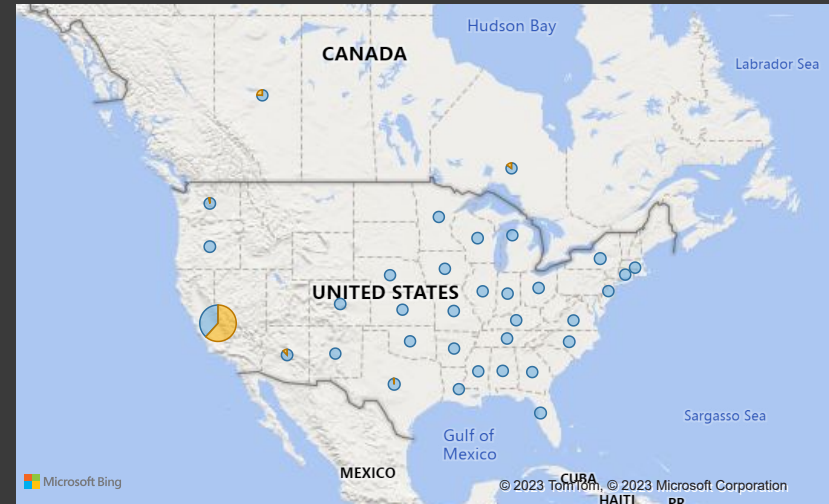 Hudson Bay
CANADA
Labrador Sea
UNITED STATES
Sargasso Sea
Gulf of
Mexico
MEXICO
Microsoft Bing
CUBA
© 2023 TomTom, © 2023 Microsoft Corporation
HAITI
PR